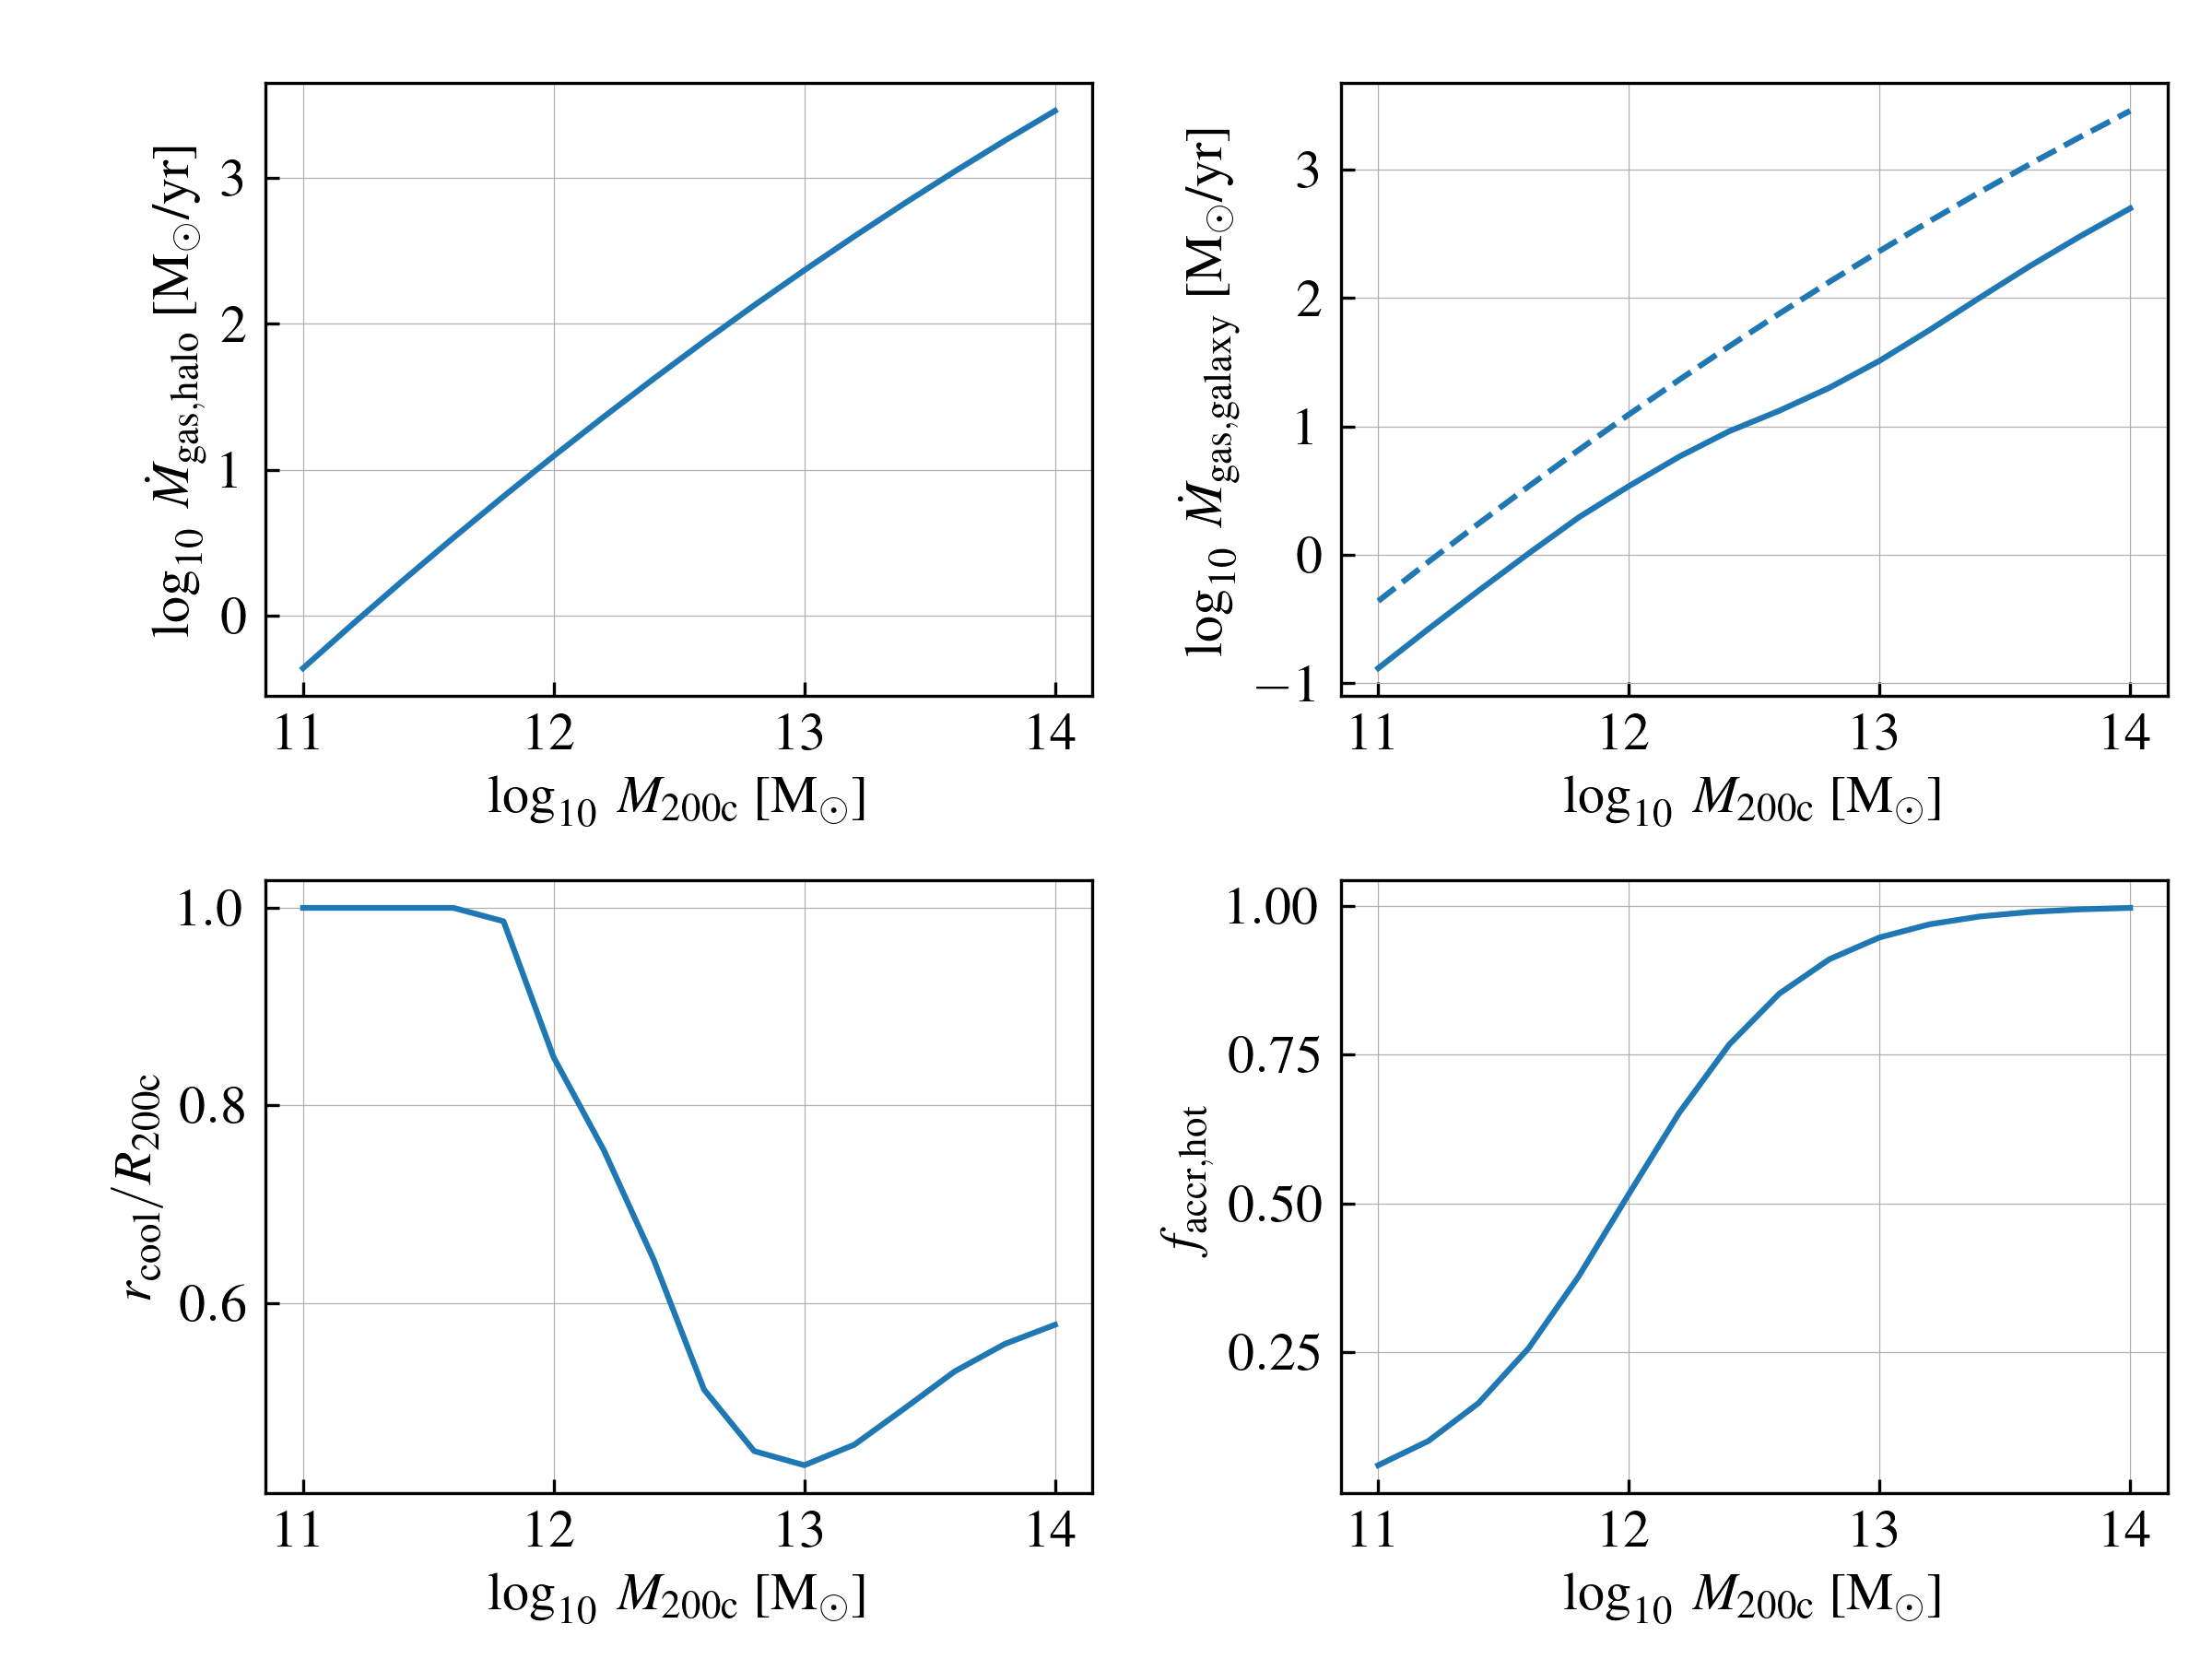 log₁₀ Ṁgas,halo [M⊙/yr]
3
2
1
0
11 12 13 14
log₁₀ M₂₀₀c [M⊙]
log₁₀ Ṁgas,galaxy [M⊙/yr]
3
2
1
0
−1
11 12 13 14
log₁₀ M₂₀₀c [M⊙]
rcool/R₂₀₀c
1.0
0.8
0.6
11 12 13 14
log₁₀ M₂₀₀c [M⊙]
faccr,hot
1.00
0.75
0.50
0.25
11 12 13 14
log₁₀ M₂₀₀c [M⊙]